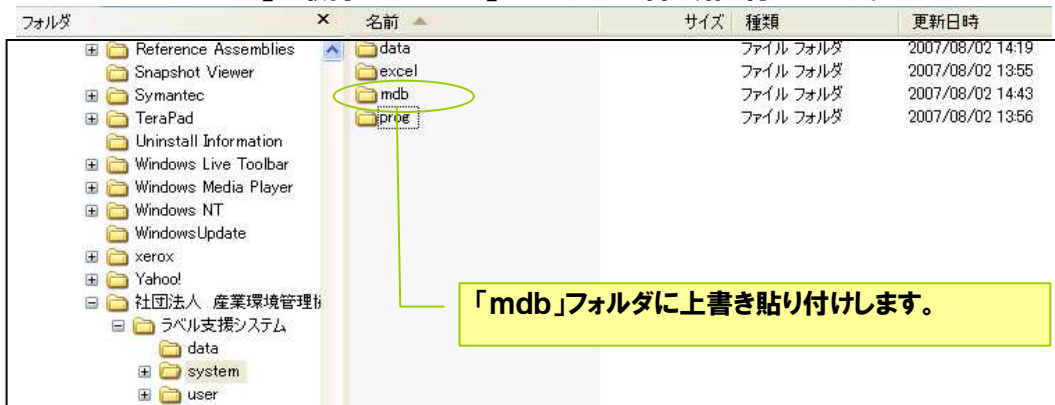 フォルダ
名前 サイズ 種類 更新日時
Reference Assemblies
Snapshot Viewer
Symantec
TeraPad
Uninstall Information
Windows Live Toolbar
Windows Media Player
Windows NT
WindowsUpdate
xerox
Yahoo!
社団法人 産業環境管理
ラベル支援システム
data
system
user
data ファイル フォルダ 2007/08/02 14:19
excel ファイル フォルダ 2007/08/02 13:55
mdb ファイル フォルダ 2007/08/02 14:43
prog ファイル フォルダ 2007/08/02 13:56
「mdb」フォルダに上書き貼り付けします。